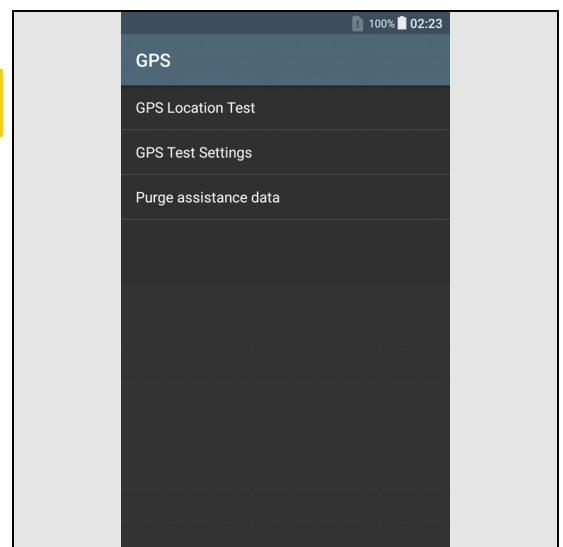 100% 02:23
GPS
GPS Location Test
GPS Test Settings
Purge assistance data